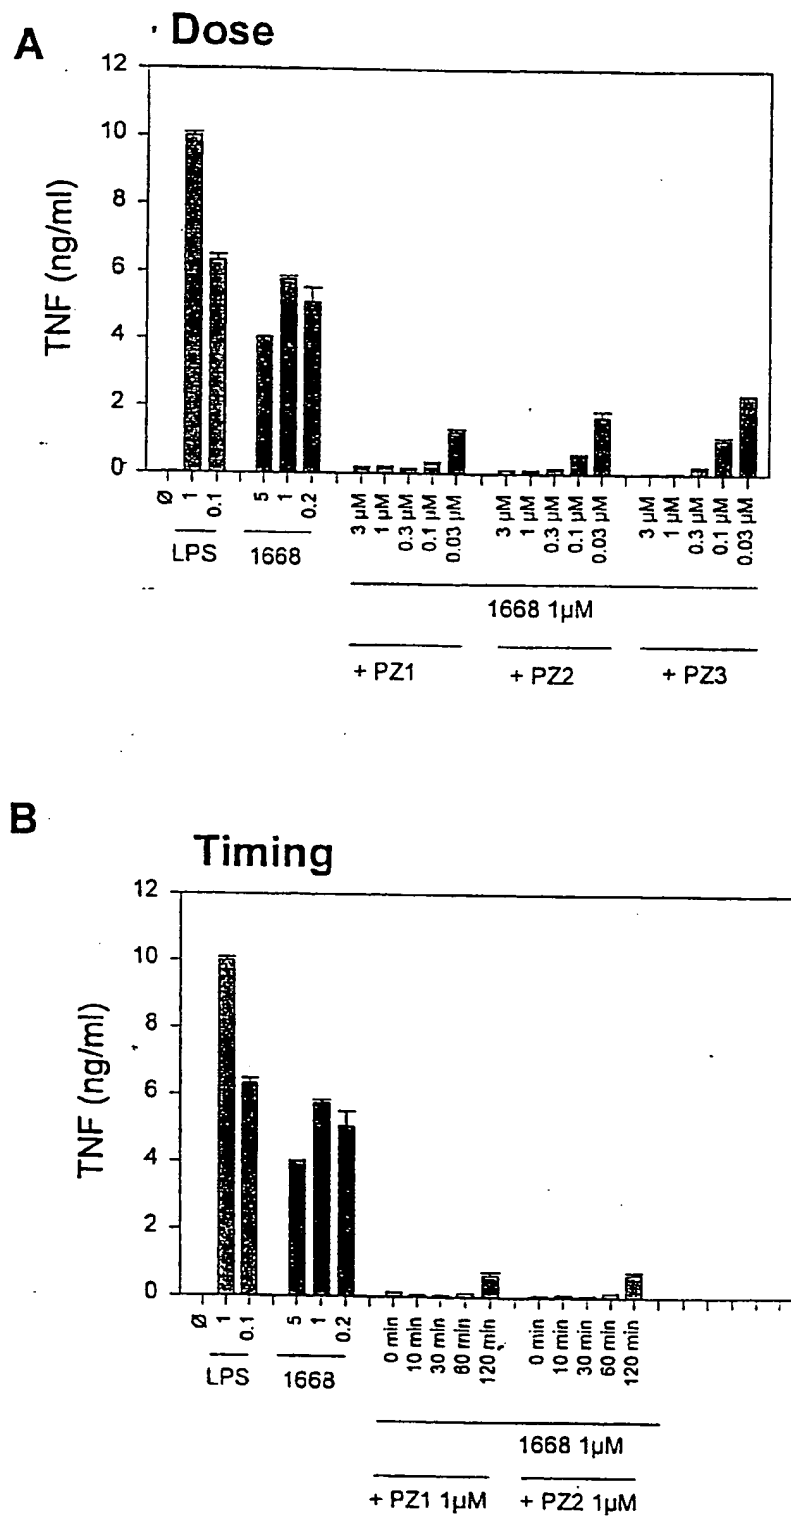 A
Dose
12
10
8
6
4
2
0
TNF (ng/ml)
Ø
1
0.1
5
1
0.2
3 µM
1 µM
0.3 µM
0.1 µM
0.03 µM
3 µM
1 µM
0.3 µM
0.1 µM
0.03 µM
3 µM
1 µM
0.3 µM
0.1 µM
0.03 µM
LPS
1668
1668 1µM
+ PZ1
+ PZ2
+ PZ3
B
Timing
12
10
8
6
4
2
0
TNF (ng/ml)
Ø
1
0.1
5
1
0.2
0 min
10 min
30 min
60 min
120 min
0 min
10 min
30 min
60 min
120 min
LPS
1668
1668 1µM
+ PZ1 1µM
+ PZ2 1µM